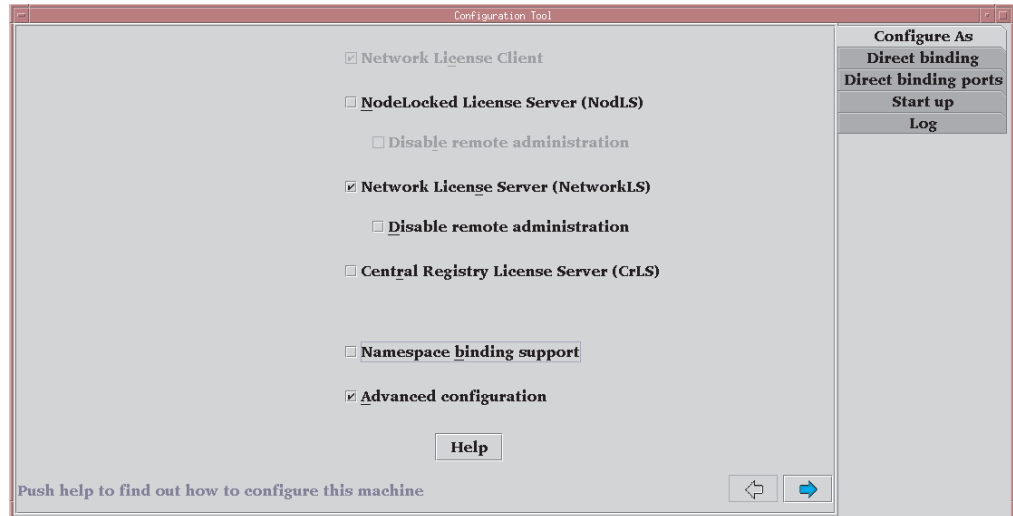 Configuration Tool
Network License Client
NodeLocked License Server (NodLS)
Disable remote administration
Network License Server (NetworkLS)
Disable remote administration
Central Registry License Server (CrLS)
Namespace binding support
Advanced configuration
Help
Push help to find out how to configure this machine
Configure As
Direct binding
Direct binding ports
Start up
Log